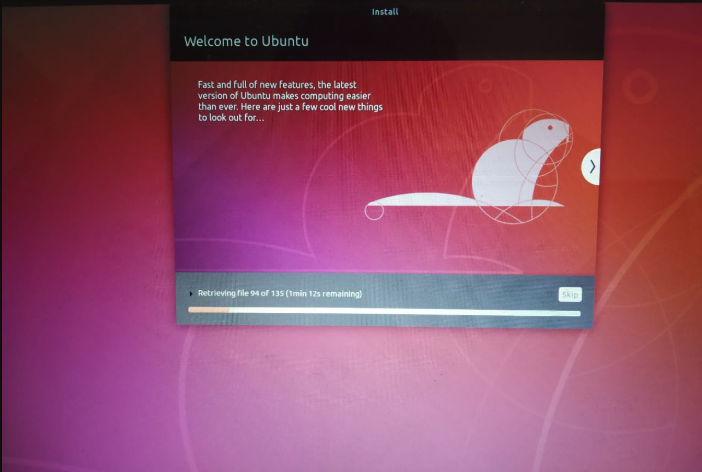 Install
Welcome to Ubuntu
Fast and full of new features, the latest
version of Ubuntu makes computing easier
than ever. Here are just a few cool new things
to look out for...
Retrieving file 94 of 135 (1min 12s remaining)
Skip